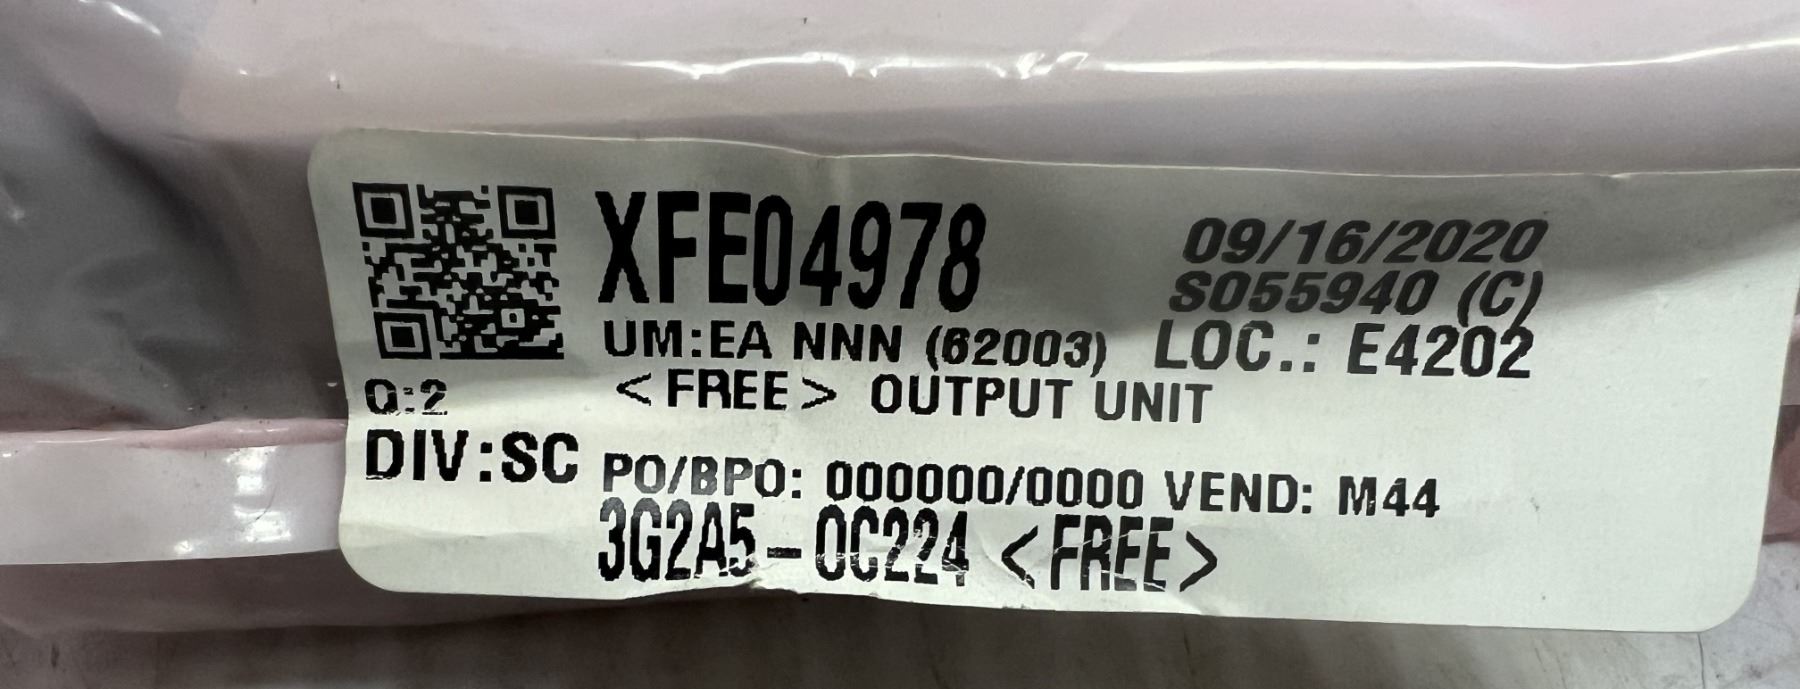 XFE04978
09/16/2020
S055940 (C)
UM:EA NNN (62003) LOC.: E4202
Q:2 <FREE> OUTPUT UNIT
DIV:SC
PO/BPO: 000000/0000 VEND: M44
3G2A5-OC224 <FREE>